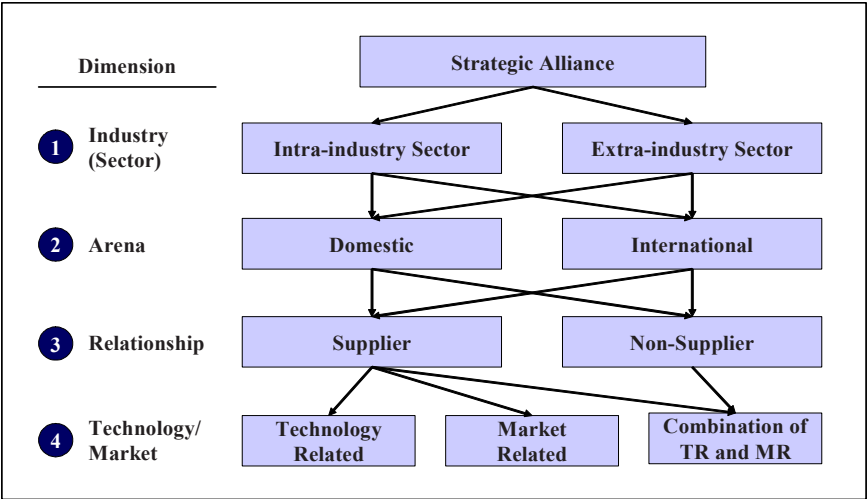 Dimension
Strategic Alliance
1
Industry
(Sector)
Intra-industry Sector
Extra-industry Sector
2
Arena
Domestic
International
3
Relationship
Supplier
Non-Supplier
4
Technology/
Market
Technology
Related
Market
Related
Combination of
TR and MR